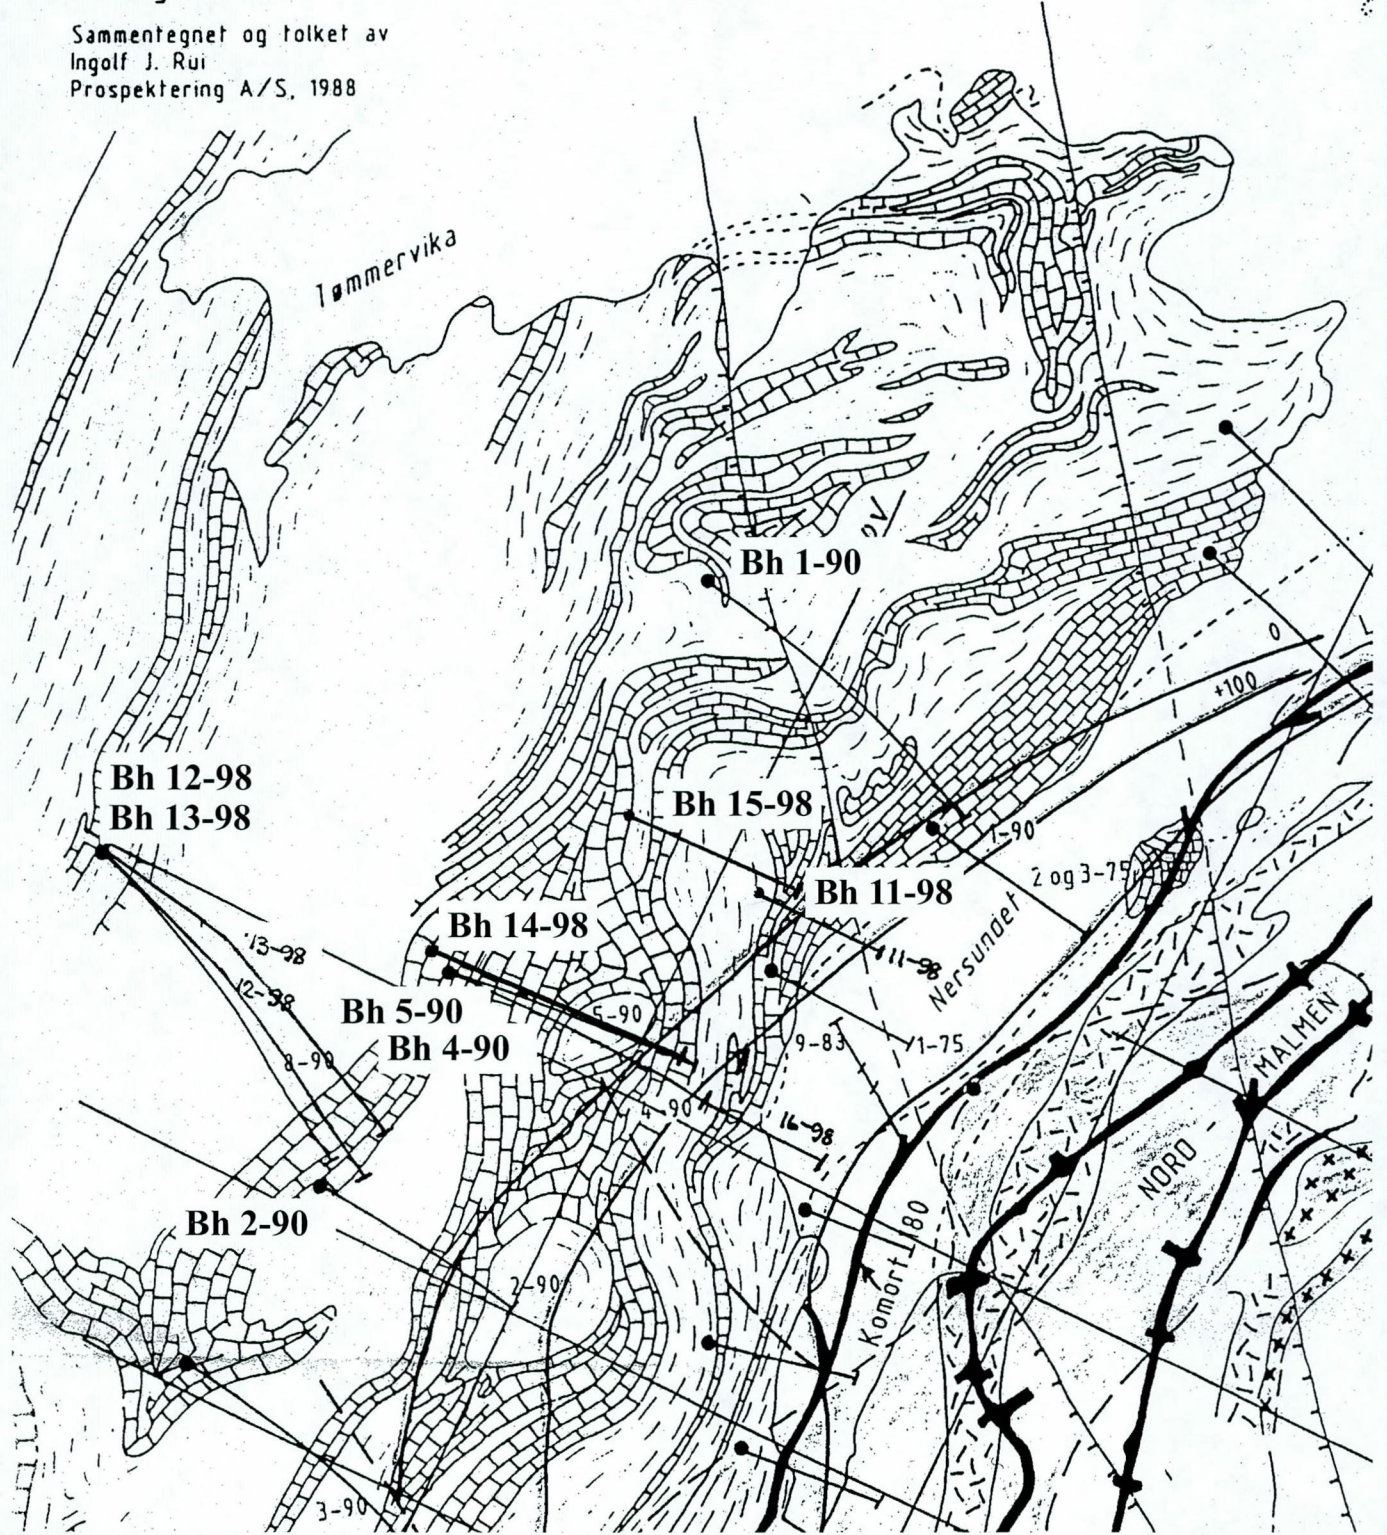 Sammentegnet og tolket av
Ingolf J. Rui
Prospektering A/S, 1988
Tømmervika
Bh 1-90
0
+100
Bh 12-98
Bh 13-98
Bh 15-98
1-90
2 og 3-75
Bh 11-98
Bh 14-98
13-98
11-98
Nersundet
12-98
Bh 5-90
5-90
Bh 4-90
9-83
1-75
MALMEN
8-90
4-90
16-98
NORD
Bh 2-90
Komort 180
2-90
3-90